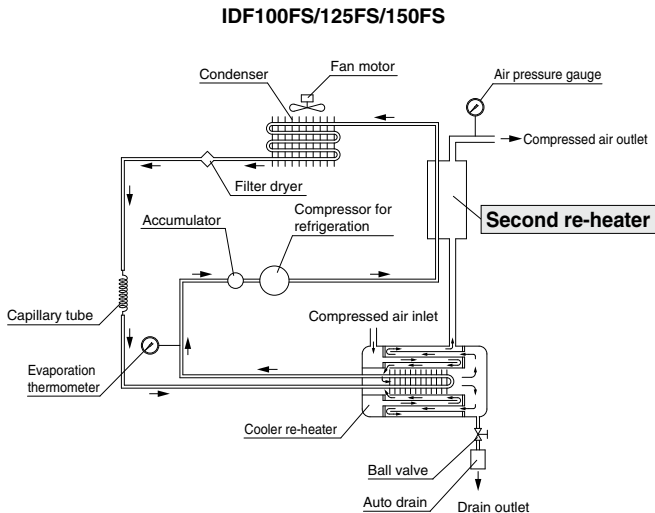 IDF100FS/125FS/150FS
Fan motor
Condenser
Air pressure gauge
Compressed air outlet
Filter dryer
Second re-heater
Accumulator
Compressor for
refrigeration
Capillary tube
Compressed air inlet
Evaporation
thermometer
Cooler re-heater
Ball valve
Auto drain
Drain outlet